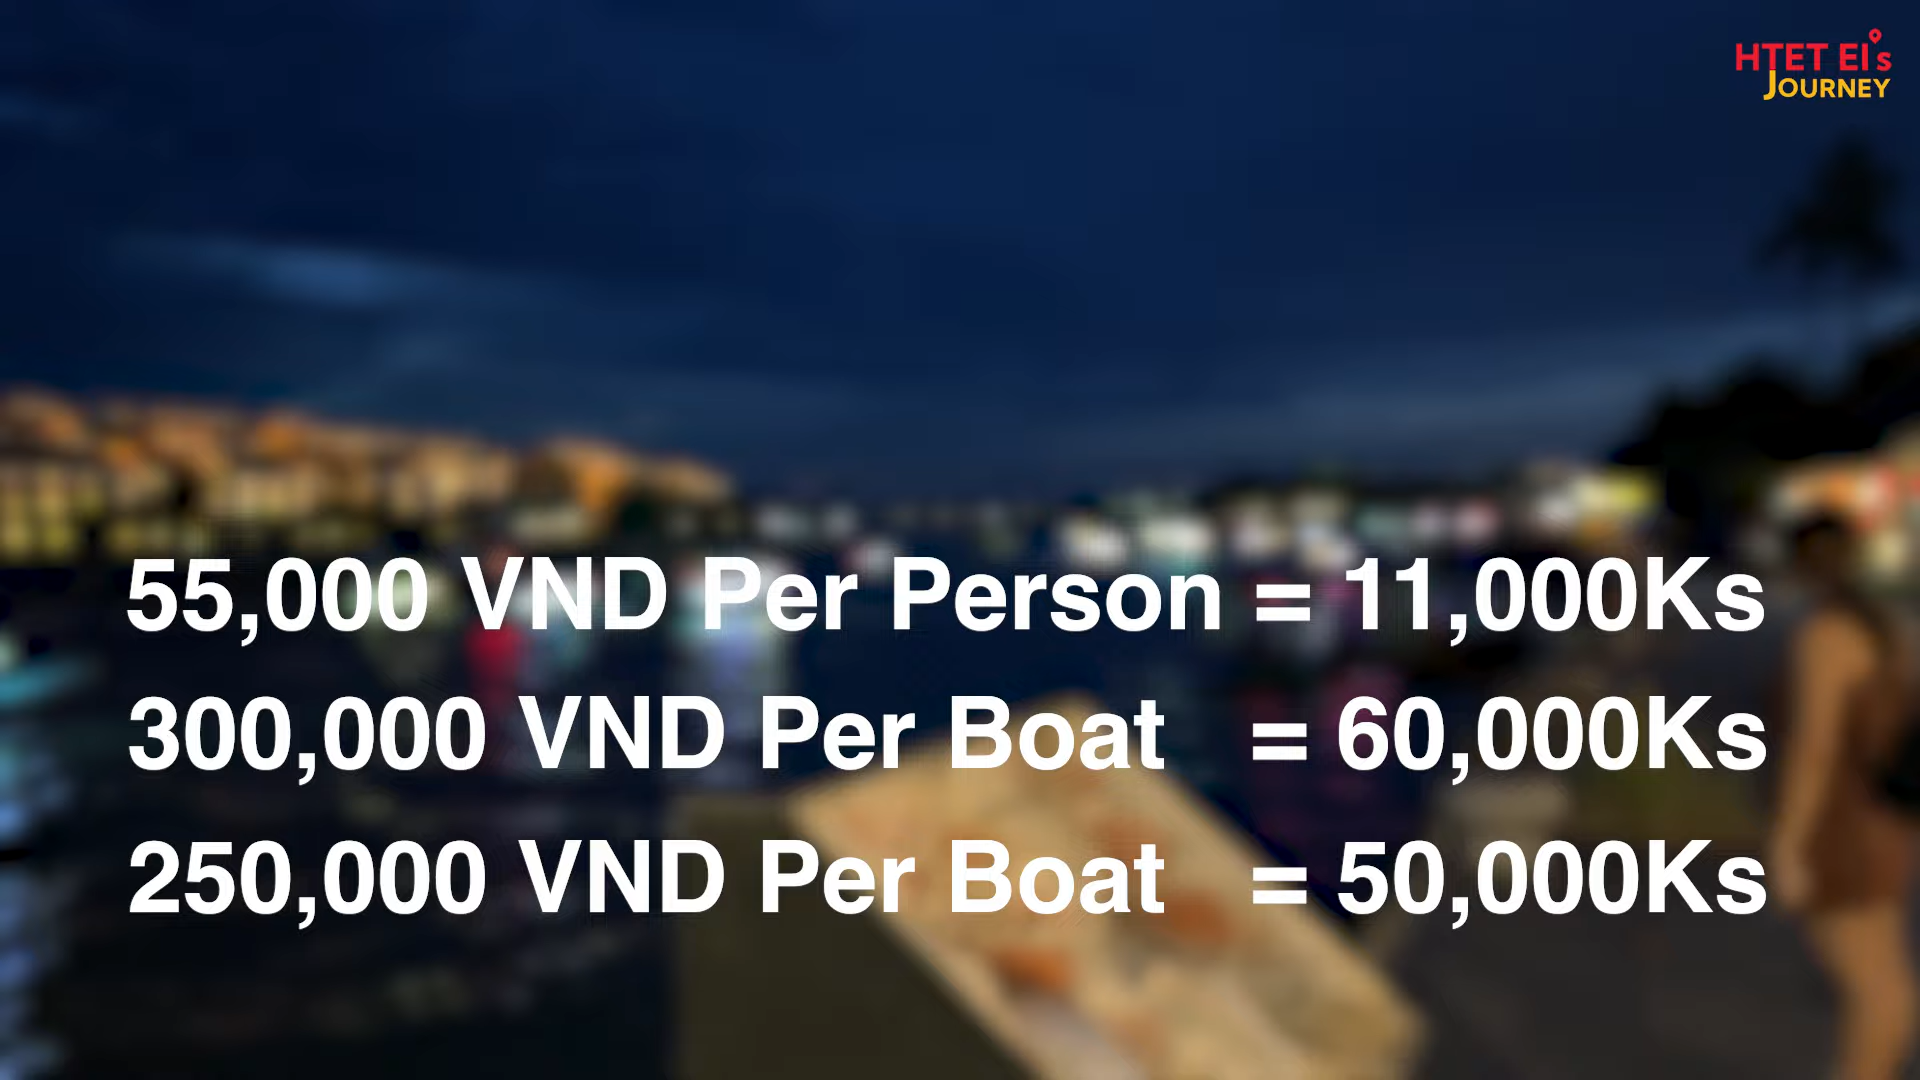 HTET EI's
JOURNEY
55,000 VND Per Person = 11,000Ks
300,000 VND Per Boat = 60,000Ks
250,000 VND Per Boat = 50,000Ks